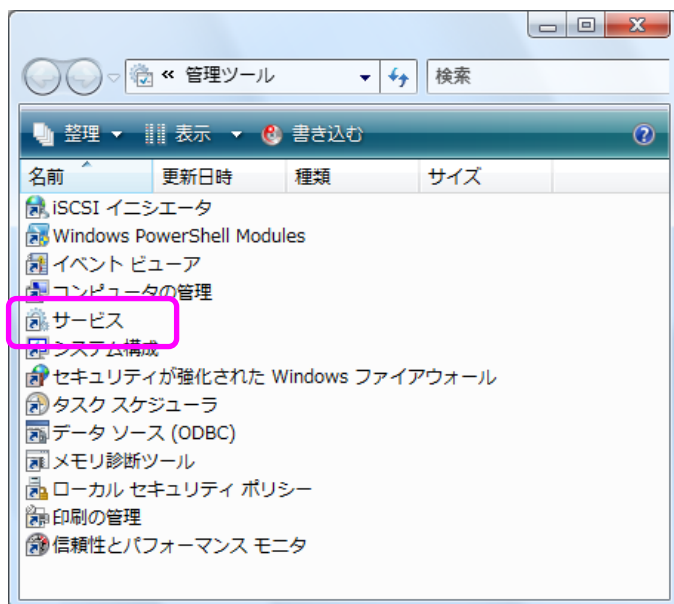 « 管理ツール
検索
整理 表示 書き込む
名前 更新日時 種類 サイズ
iSCSI イニシエータ
Windows PowerShell Modules
イベント ビューア
コンピュータの管理
サービス
システム構成
セキュリティが強化された Windows ファイアウォール
タスク スケジューラ
データ ソース (ODBC)
メモリ診断ツール
ローカル セキュリティ ポリシー
印刷の管理
信頼性とパフォーマンス モニタ